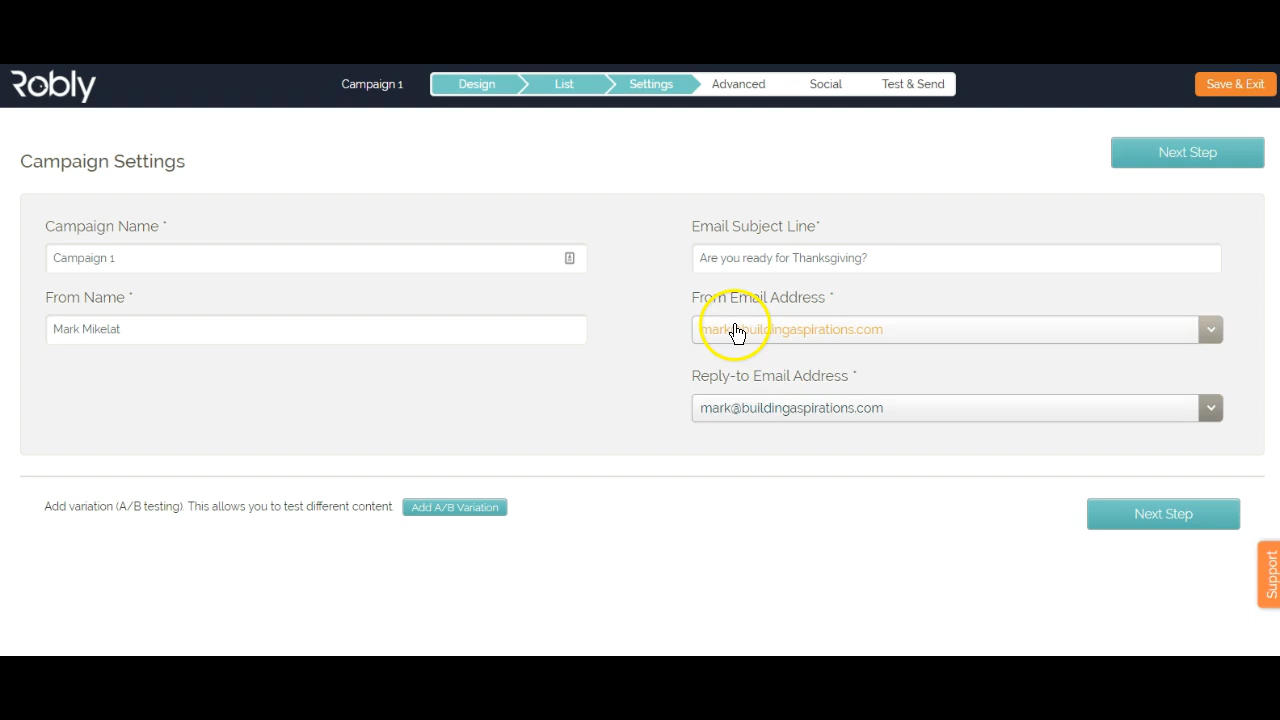 Robly
Campaign 1
Design
List
Settings
Advanced
Social
Test & Send
Save & Exit
Campaign Settings
Next Step
Campaign Name *
Email Subject Line*
Campaign 1
Are you ready for Thanksgiving?
From Name *
From Email Address *
Mark Mikelat
mark@buildingaspirations.com
Reply-to Email Address *
mark@buildingaspirations.com
Add variation (A/B testing). This allows you to test different content.
Add A/B Variation
Next Step
Support